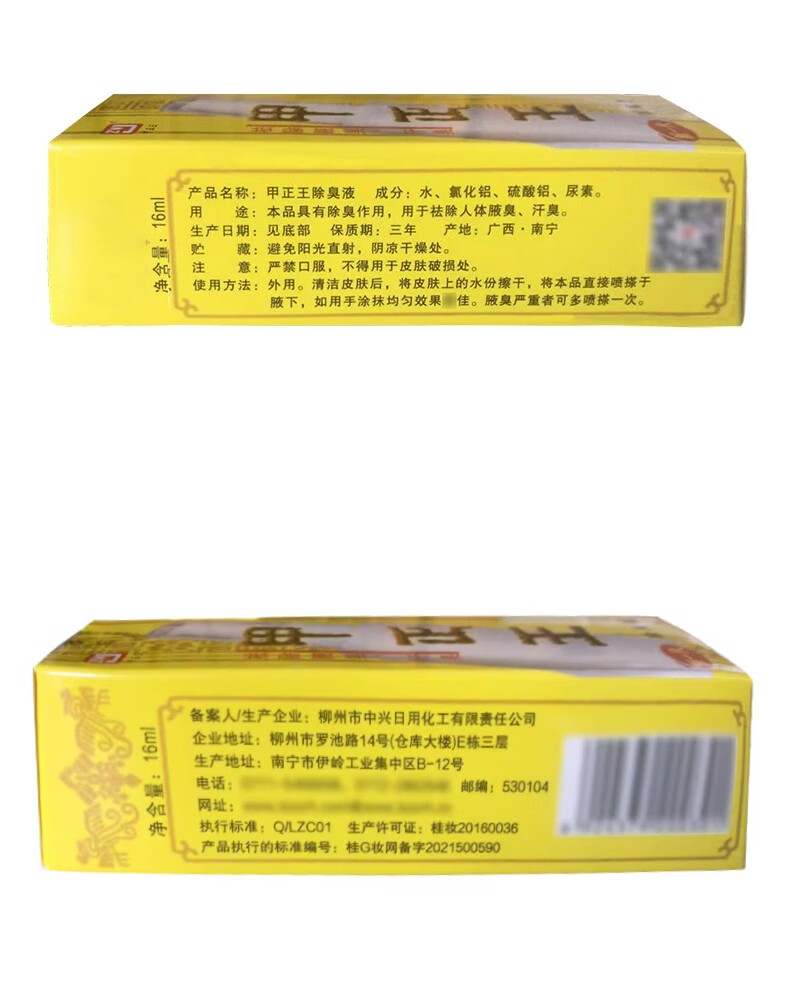 甲正王
净含量：16ml
产品名称：甲正王除臭液 成分：水、氯化铝、硫酸铝、尿素。
用 途：本品具有除臭作用，用于祛除人体腋臭、汗臭。
生产日期：见底部 保质期：三年 产地：广西·南宁
贮 藏：避免阳光直射，阴凉干燥处。
注 意：严禁口服，不得用于皮肤破损处。
使用方法：外用。清洁皮肤后，将皮肤上的水份擦干，将本品直接喷搽于
腋下，如用手涂抹均匀效果佳。腋臭严重者可多喷搽一次。
甲正王
净含量：16ml
备案人/生产企业：柳州市中兴日用化工有限责任公司
企业地址：柳州市罗池路14号(仓库大楼)E栋三层
生产地址：南宁市伊岭工业集中区B-12号
电话： 邮编：530104
网址：
执行标准：Q/LZC01 生产许可证：桂妆20160036
产品执行的标准编号：桂G妆网备字2021500590